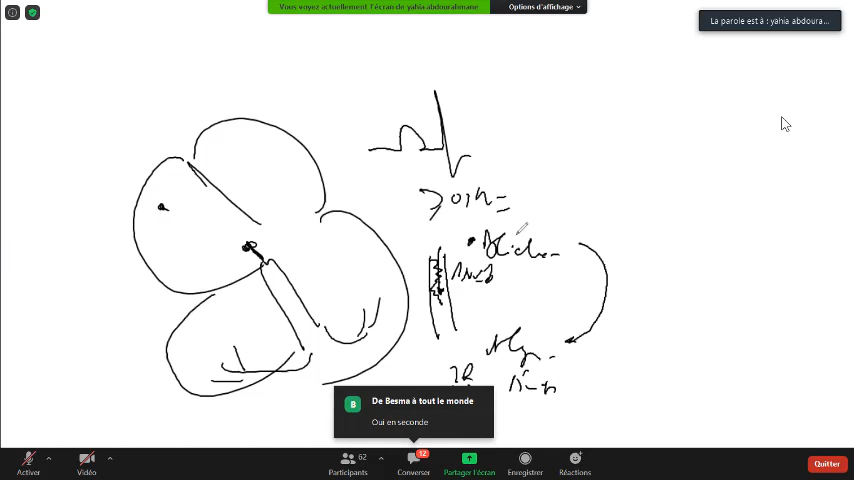 Vous voyez actuellement l'écran de yahia abdourahmane
Options d'affichage
La parole est à : yahia abdoura...
De Besma à tout le monde
B
Oui en seconde
12
62
Activer
Vidéo
Participants
Converser
Partager l'écran
Enregistrer
Réactions
Quitter